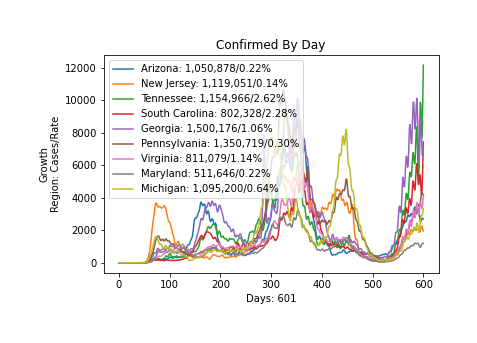 Confirmed By Day
Growth
Region: Cases/Rate
12000
10000
8000
6000
4000
2000
0
Arizona: 1,050,878/0.22%
New Jersey: 1,119,051/0.14%
Tennessee: 1,154,966/2.62%
South Carolina: 802,328/2.28%
Georgia: 1,500,176/1.06%
Pennsylvania: 1,350,719/0.30%
Virginia: 811,079/1.14%
Maryland: 511,646/0.22%
Michigan: 1,095,200/0.64%
0 100 200 300 400 500 600
Days: 601